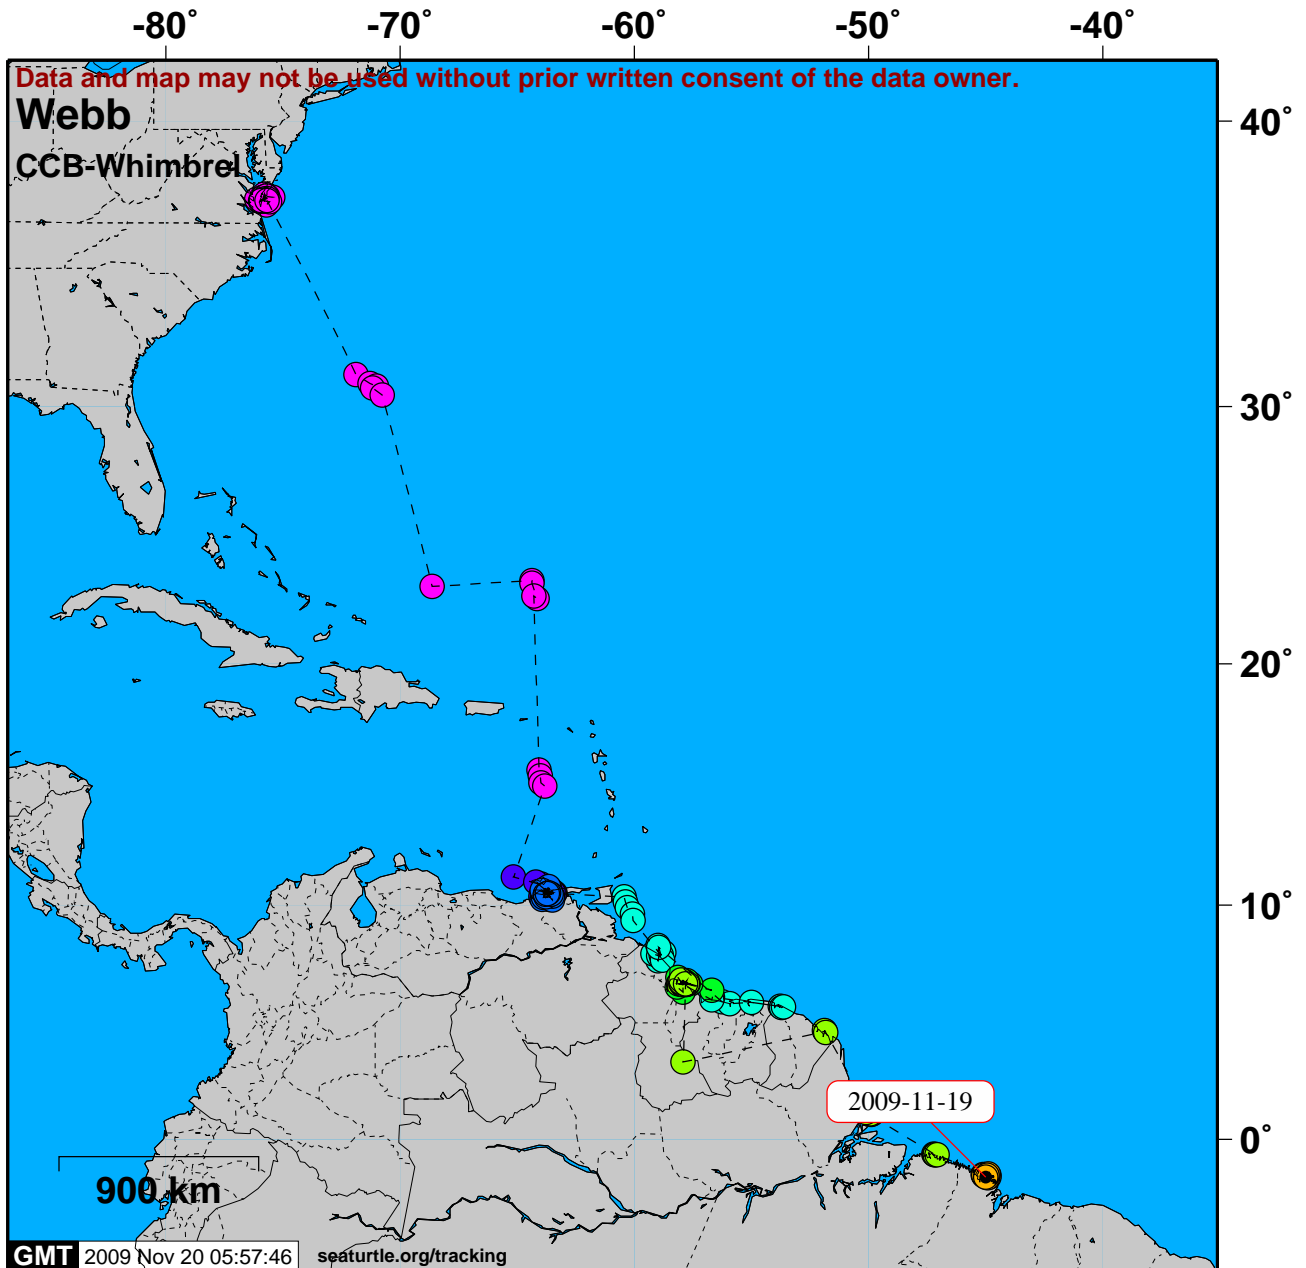 -80° -70° -60° -50° -40°
Data and map may not be used without prior written consent of the data owner.
Webb
CCB-Whimbrel
40°
30°
20°
10°
0°
2009-11-19
900 km
GMT 2009 Nov 20 05:57:46 seaturtle.org/tracking